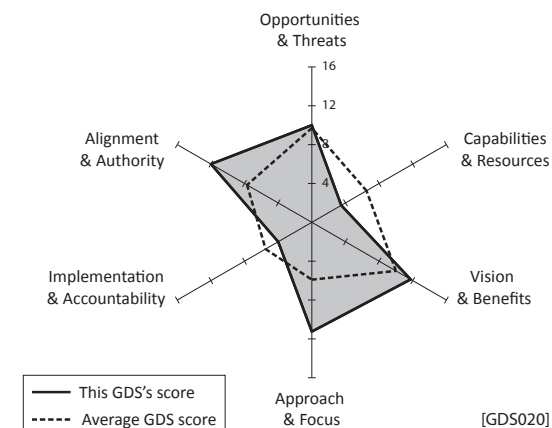 Opportunities
& Threats
16
12
8
4
Alignment
& Authority
Capabilities
& Resources
Implementation
& Accountability
Vision
& Benefits
This GDS's score
Average GDS score
Approach
& Focus
[GDS020]